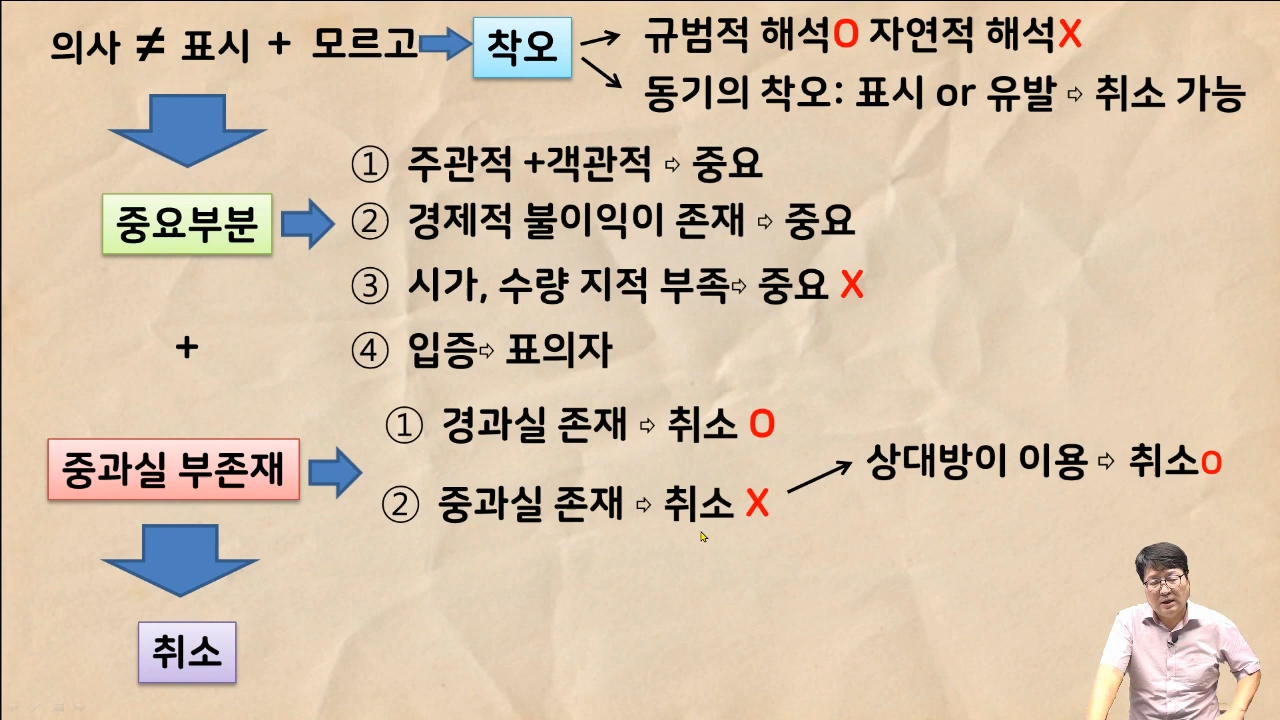 의사 ≠ 표시 + 모르고 착오
규범적 해석O 자연적 해석X
동기의 착오: 표시 or 유발 ⇨ 취소 가능
중요부분
① 주관적 +객관적 ⇨ 중요
② 경제적 불이익이 존재 ⇨ 중요
③ 시가, 수량 지적 부족⇨ 중요 X
④ 입증⇨ 표의자
+
중과실 부존재
① 경과실 존재 ⇨ 취소 O
② 중과실 존재 ⇨ 취소 X
상대방이 이용 ⇨ 취소o
취소